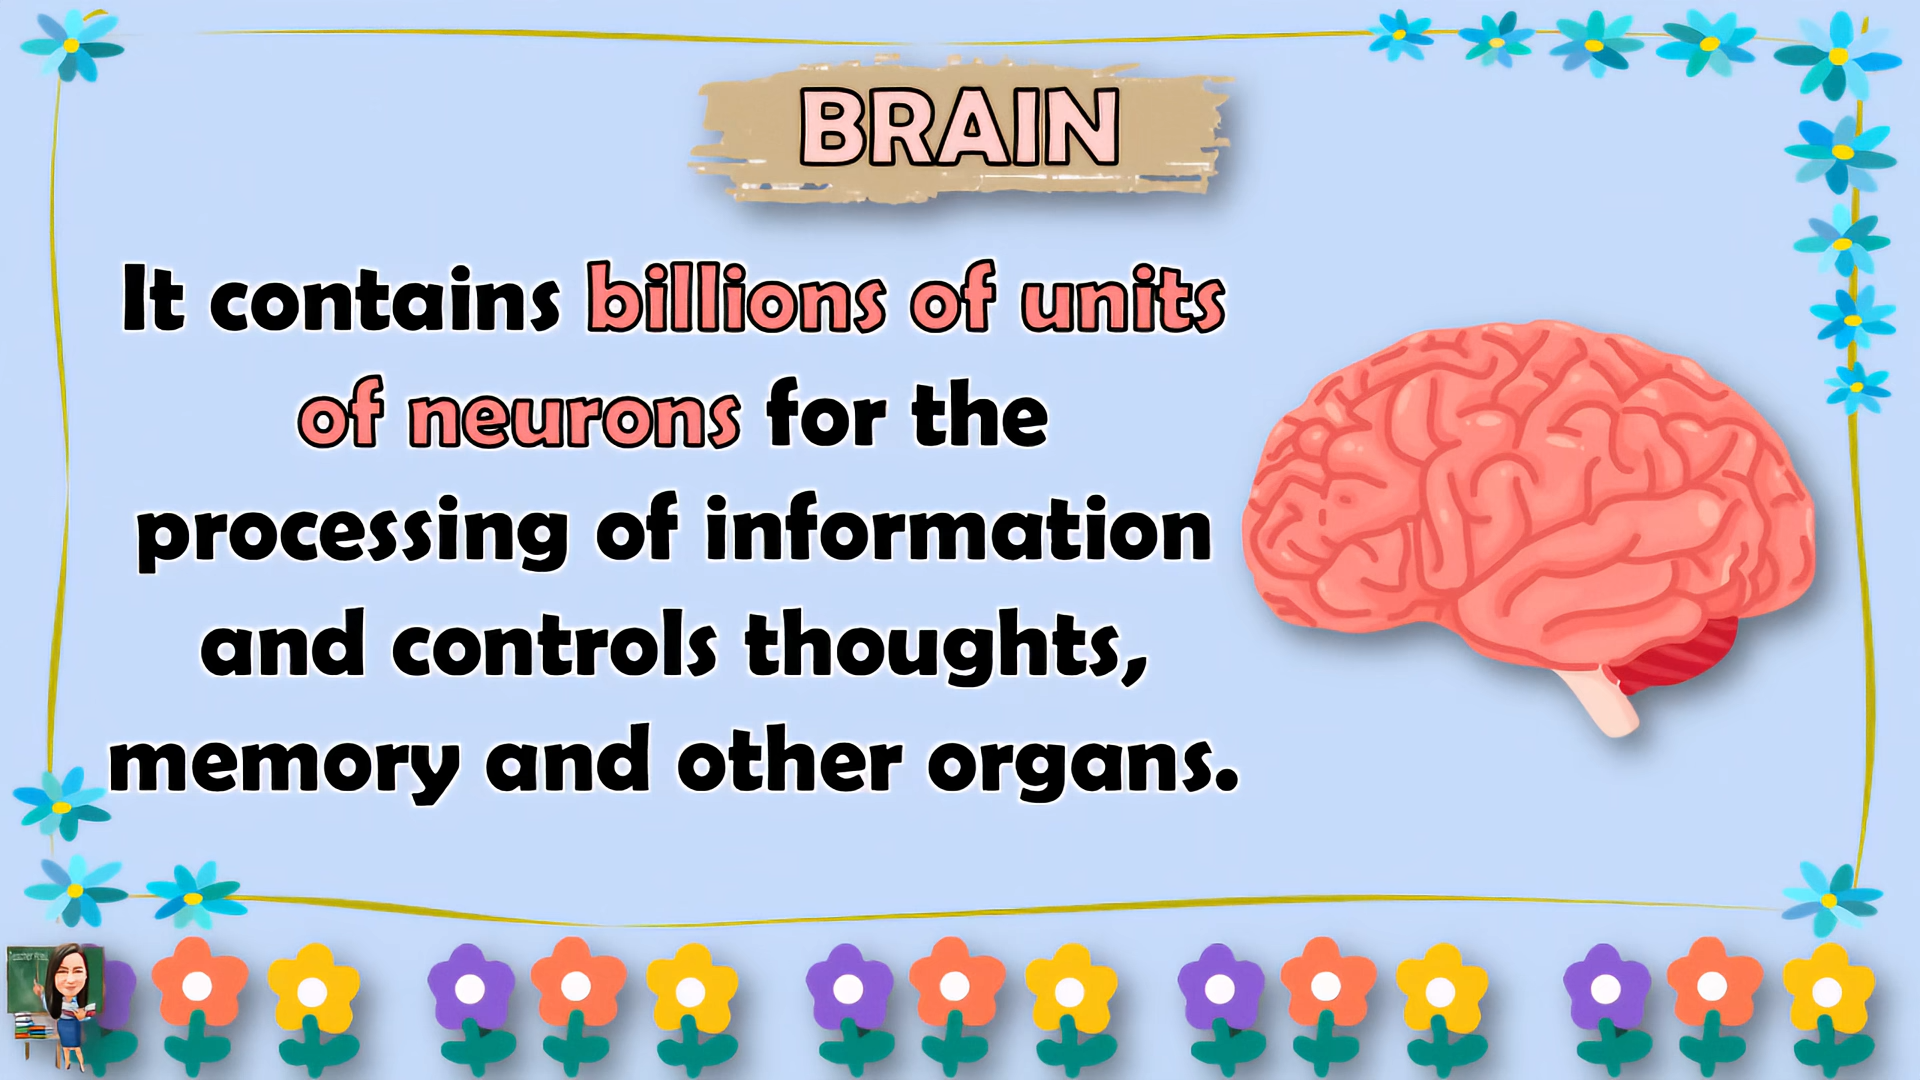 BRAIN
It contains billions of units
of neurons for the
processing of information
and controls thoughts,
memory and other organs.